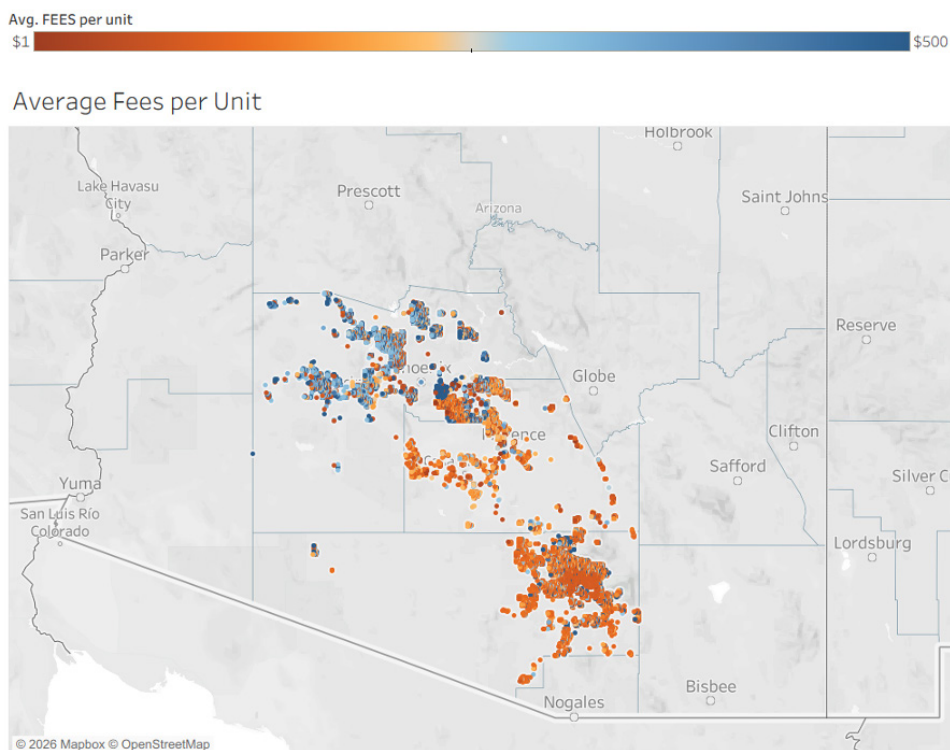 Avg. FEES per unit
$1
$500
Average Fees per Unit
Holbrook
Lake Havasu
City
Prescott
Saint Johns
Arizona
Parker
Reserve
Globe
Clifton
Safford
Silver C
Yuma
San Luis Río
Colorado
Lordsburg
Bisbee
Nogales
© 2026 Mapbox © OpenStreetMap